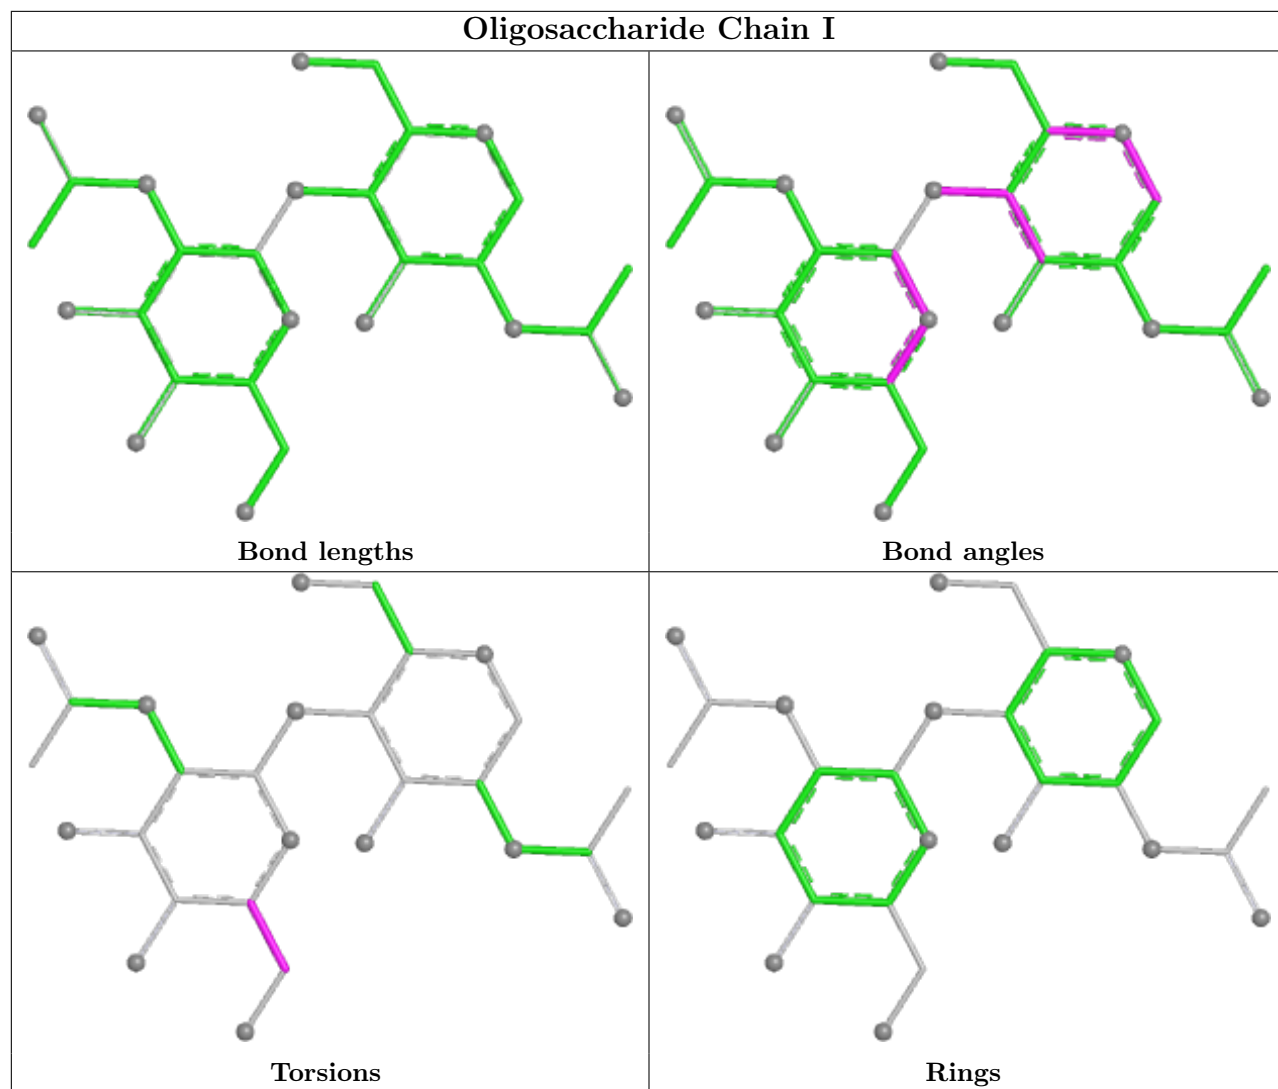 Oligosaccharide Chain I
Bond lengths
Bond angles
Torsions
Rings